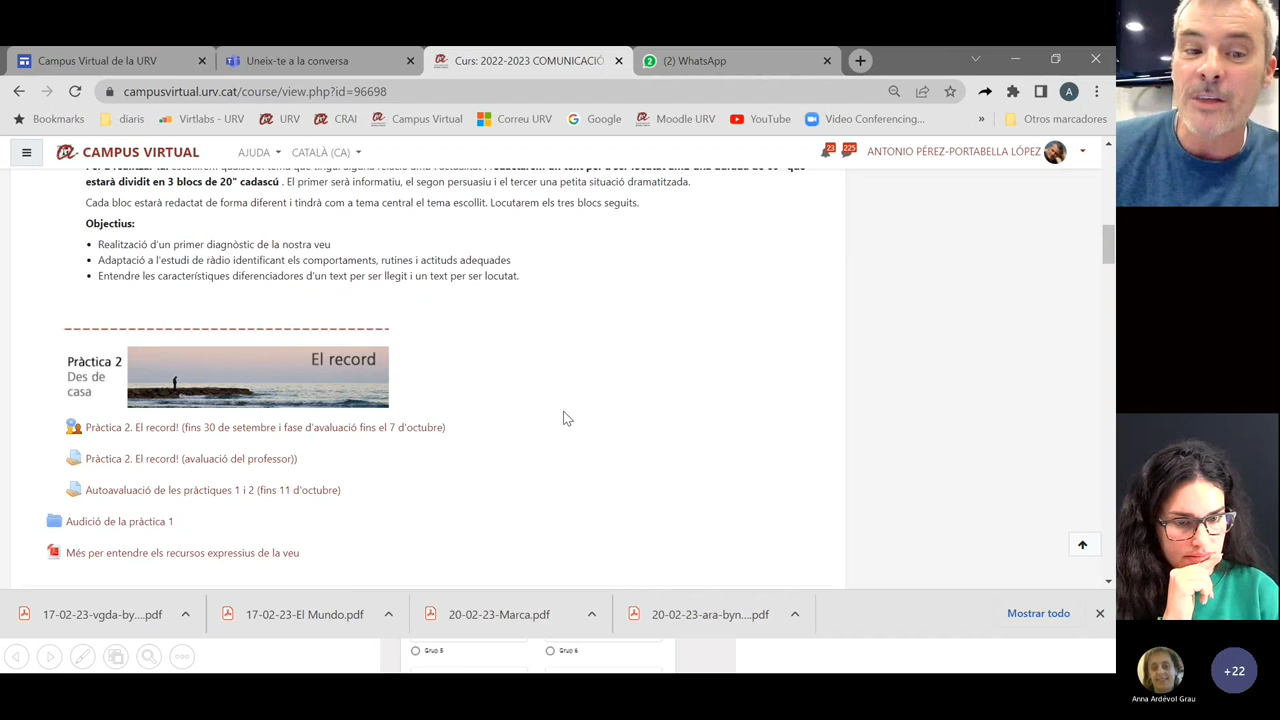 Campus Virtual de la URV
Uneix-te a la conversa
Curs: 2022-2023 COMUNICACIÓ
(2) WhatsApp
campusvirtual.urv.cat/course/view.php?id=96698
Bookmarks
diaris
Virtlabs - URV
URV
CRAI
Campus Virtual
Correu URV
Google
Moodle URV
YouTube
Video Conferencing...
»
Otros marcadores
CAMPUS VIRTUAL
AJUDA
CATALÀ (CA)
23
225
ANTONIO PÉREZ-PORTABELLA LÓPEZ
estarà dividit en 3 blocs de 20" cadascú . El primer serà informatiu, el segon persuasiu i el tercer una petita situació dramatitzada.
Cada bloc estarà redactat de forma diferent i tindrà com a tema central el tema escollit. Locutarem els tres blocs seguits.
Objectius:
Realització d'un primer diagnòstic de la nostra veu
Adaptació a l'estudi de ràdio identificant els comportaments, rutines i actituds adequades
Entendre les característiques diferenciadores d'un text per ser llegit i un text per ser locutat.
Pràctica 2
Des de
casa
El record
Pràctica 2. El record! (fins 30 de setembre i fase d'avaluació fins el 7 d'octubre)
Pràctica 2. El record! (avaluació del professor))
Autoavaluació de les pràctiques 1 i 2 (fins 11 d'octubre)
Audició de la pràctica 1
Més per entendre els recursos expressius de la veu
17-02-23-vgda-by....pdf
17-02-23-El Mundo.pdf
20-02-23-Marca.pdf
20-02-23-ara-byn....pdf
Mostrar todo
Grup 5
Grup 6
+22
Anna Ardèvol Grau